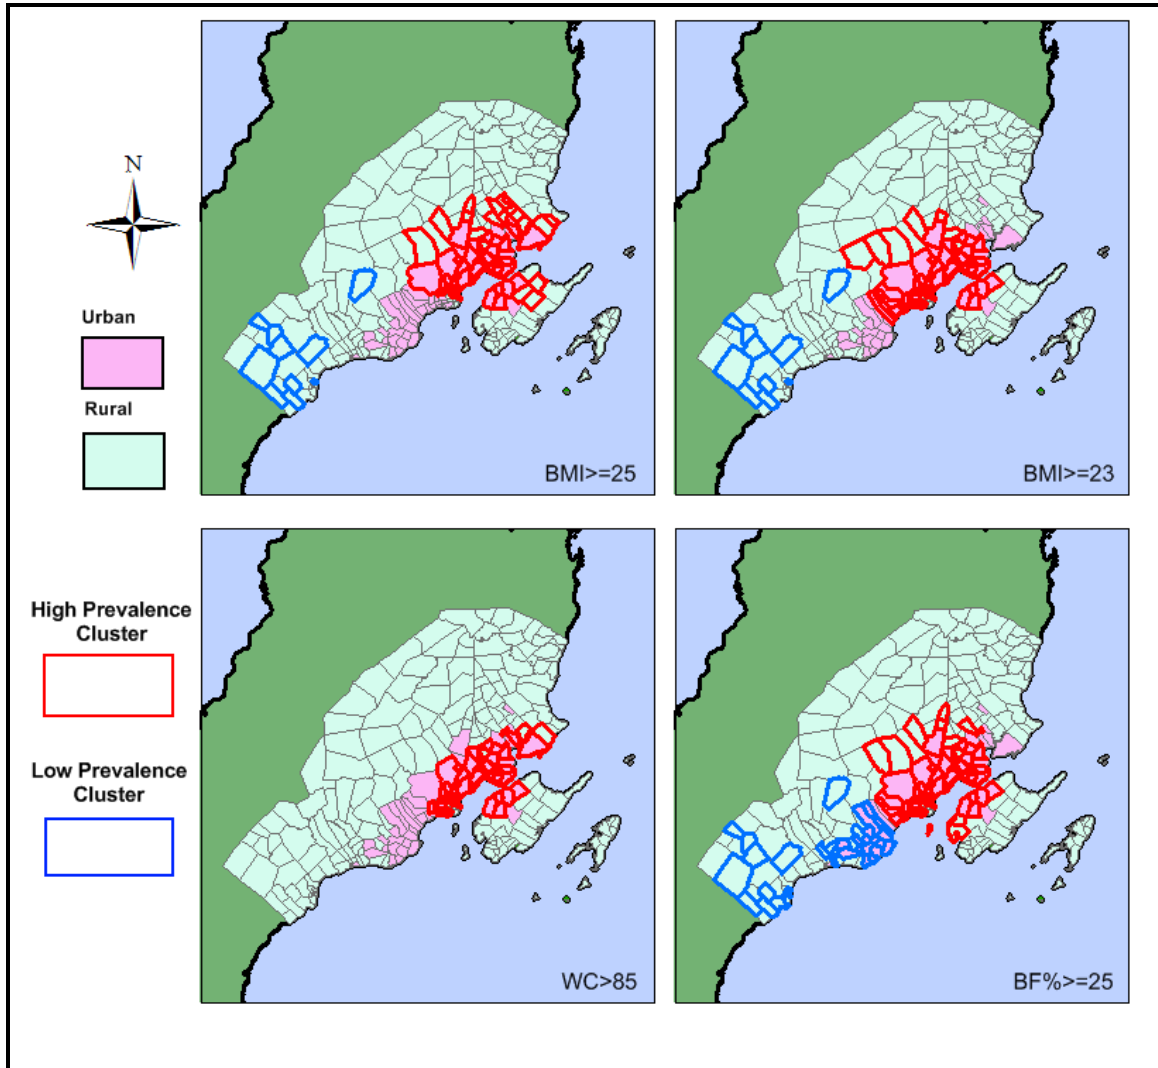 N
Urban
Rural
High Prevalence
Cluster
Low Prevalence
Cluster
BMI>=25
BMI>=23
WC>85
BF%>=25